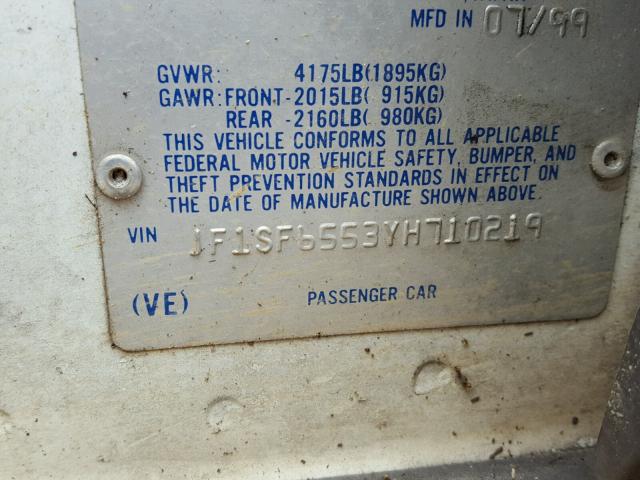 MFD IN 07/99
GVWR: 4175LB(1895KG)
GAWR:FRONT-2015LB( 915KG)
REAR -2160LB( 980KG)
THIS VEHICLE CONFORMS TO ALL APPLICABLE
FEDERAL MOTOR VEHICLE SAFETY, BUMPER, AND
THEFT PREVENTION STANDARDS IN EFFECT ON
THE DATE OF MANUFACTURE SHOWN ABOVE.
VIN JF1SF6553YH710219
(VE) PASSENGER CAR